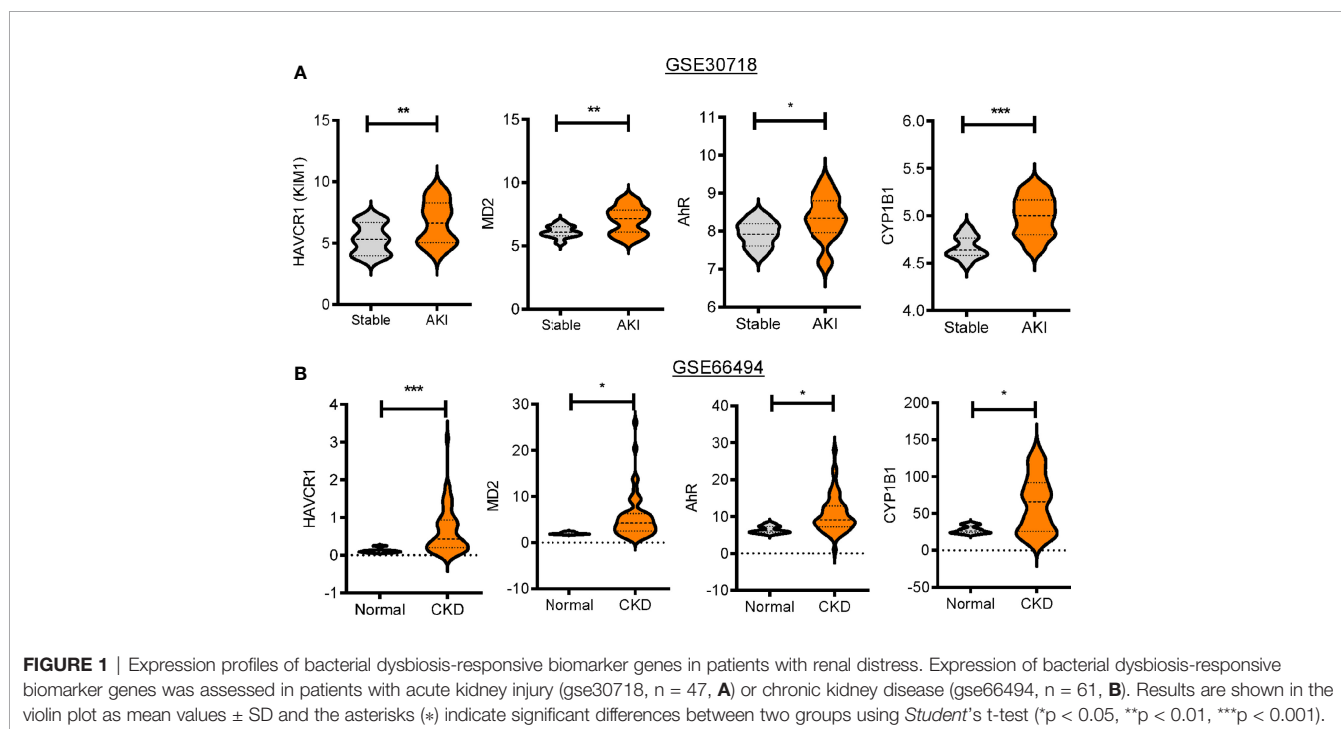 A
GSE30718
HAVCR1 (KIM1)
15
10
5
0
**
Stable
AKI
MD2
15
10
5
0
**
S:able
AKI
AhR
11
10
9
8
7
6
*
Stable
AKI
CYP1B1
6.0
5.5
5.0
4.5
4.0
***
Stable
AKI
B
GSE66494
HAVCR1
4
3
2
1
0
-1
***
Normal
CKD
MD2
30
20
10
0
-10
*
Normal
CKD
AhR
40
30
20
10
0
-10
*
Normal
CKD
CYP1B1
200
150
100
50
0
-50
*
Normal
CKD
FIGURE 1 | Expression profiles of bacterial dysbiosis-responsive biomarker genes in patients with renal distress. Expression of bacterial dysbiosis-responsive
biomarker genes was assessed in patients with acute kidney injury (gse30718, n = 47, A) or chronic kidney disease (gse66494, n = 61, B). Results are shown in the
violin plot as mean values ± SD and the asterisks (∗) indicate significant differences between two groups using Student's t-test (*p < 0.05, **p < 0.01, ***p < 0.001).